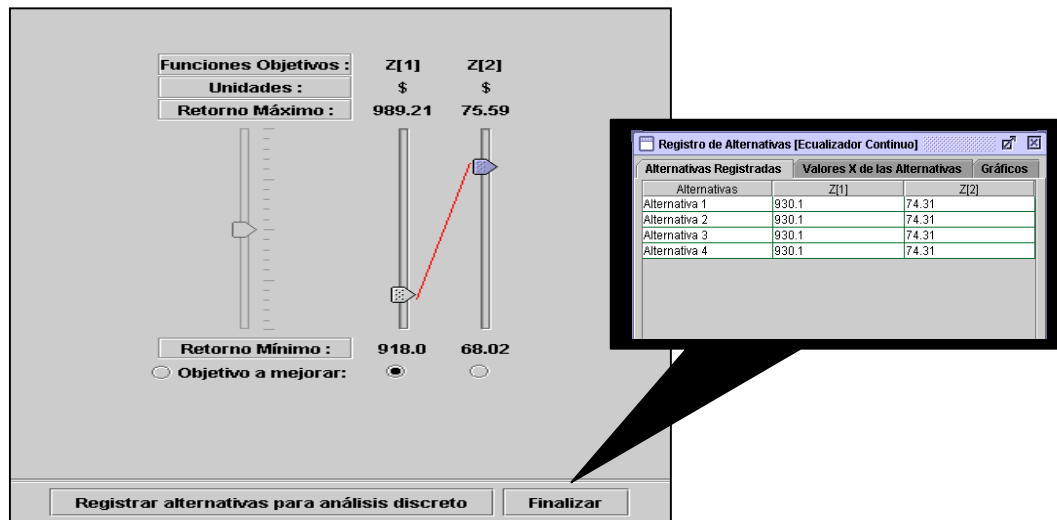 Funciones Objetivos : Z[1] Z[2]
Unidades : $ $
Retorno Máximo : 989.21 75.59
Retorno Mínimo : 918.0 68.02
Objetivo a mejorar:
Registrar alternativas para análisis discreto Finalizar
Registro de Alternativas [Ecualizador Continuo]
Alternativas Registradas Valores X de las Alternativas Gráficos
Alternativas Z[1] Z[2]
Alternativa 1 930.1 74.31
Alternativa 2 930.1 74.31
Alternativa 3 930.1 74.31
Alternativa 4 930.1 74.31